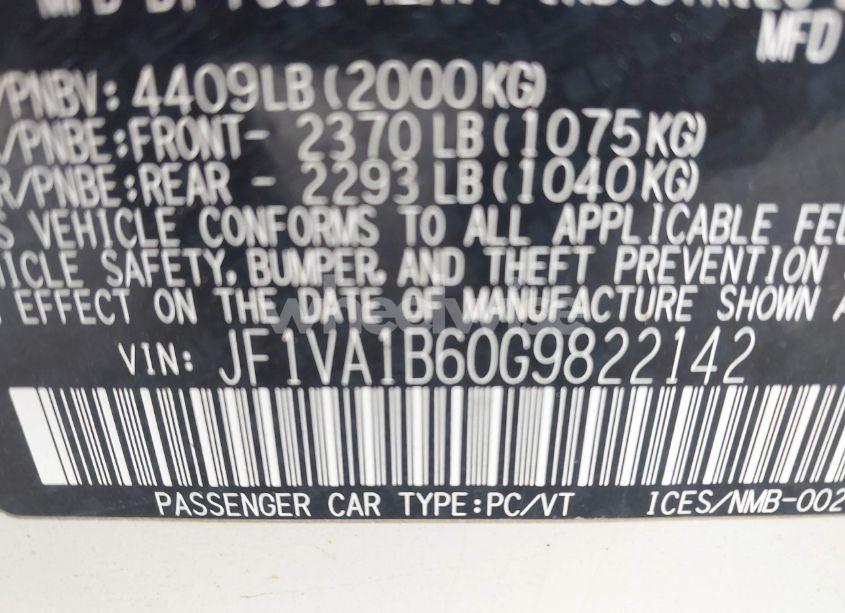 MFD
/PNBV: 4409LB(2000KG)
/PNBE:FRONT- 2370 LB(1075KG)
R/PNBE:REAR - 2293 LB(1040KG)
S VEHICLE CONFORMS TO ALL APPLICABLE FED
HICLE SAFETY, BUMPER, AND THEFT PREVENTION
EFFECT ON THE DATE OF MANUFACTURE SHOWN A
VIN: JF1VA1B60G9822142
PASSENGER CAR TYPE:PC/VT ICES/NMB-002